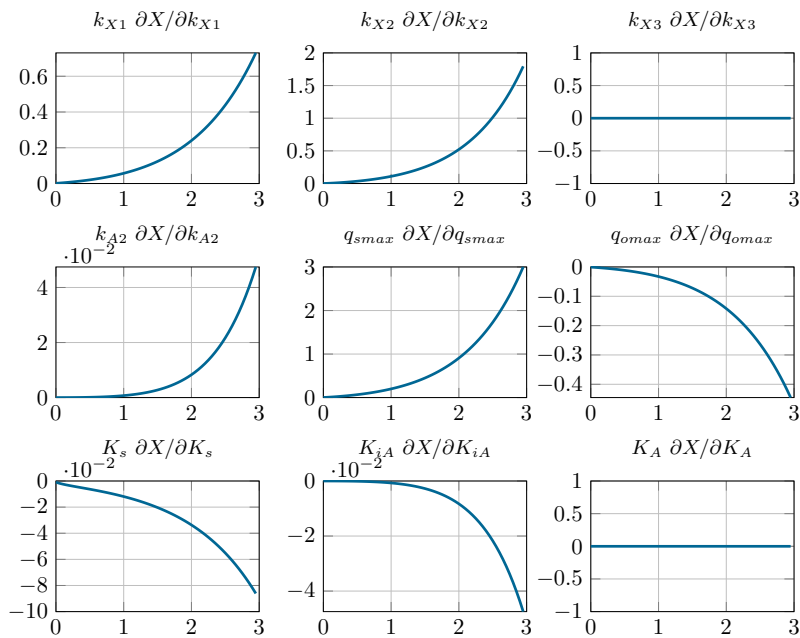 k_{X1} ∂X/∂k_{X1}
0.6
0.4
0.2
0
0 1 2 3
k_{X2} ∂X/∂k_{X2}
2
1.5
1
0.5
0
0 1 2 3
k_{X3} ∂X/∂k_{X3}
1
0.5
0
−0.5
−1
0 1 2 3
k_{A2} ∂X/∂k_{A2}
·10^{−2}
4
2
0
0 1 2 3
q_{smax} ∂X/∂q_{smax}
3
2
1
0
0 1 2 3
q_{omax} ∂X/∂q_{omax}
0
−0.1
−0.2
−0.3
−0.4
0 1 2 3
K_s ∂X/∂K_s
·10^{−2}
0
−2
−4
−6
−8
−10
0 1 2 3
K_{iA} ∂X/∂K_{iA}
·10^{−2}
0
−2
−4
0 1 2 3
K_A ∂X/∂K_A
1
0.5
0
−0.5
−1
0 1 2 3